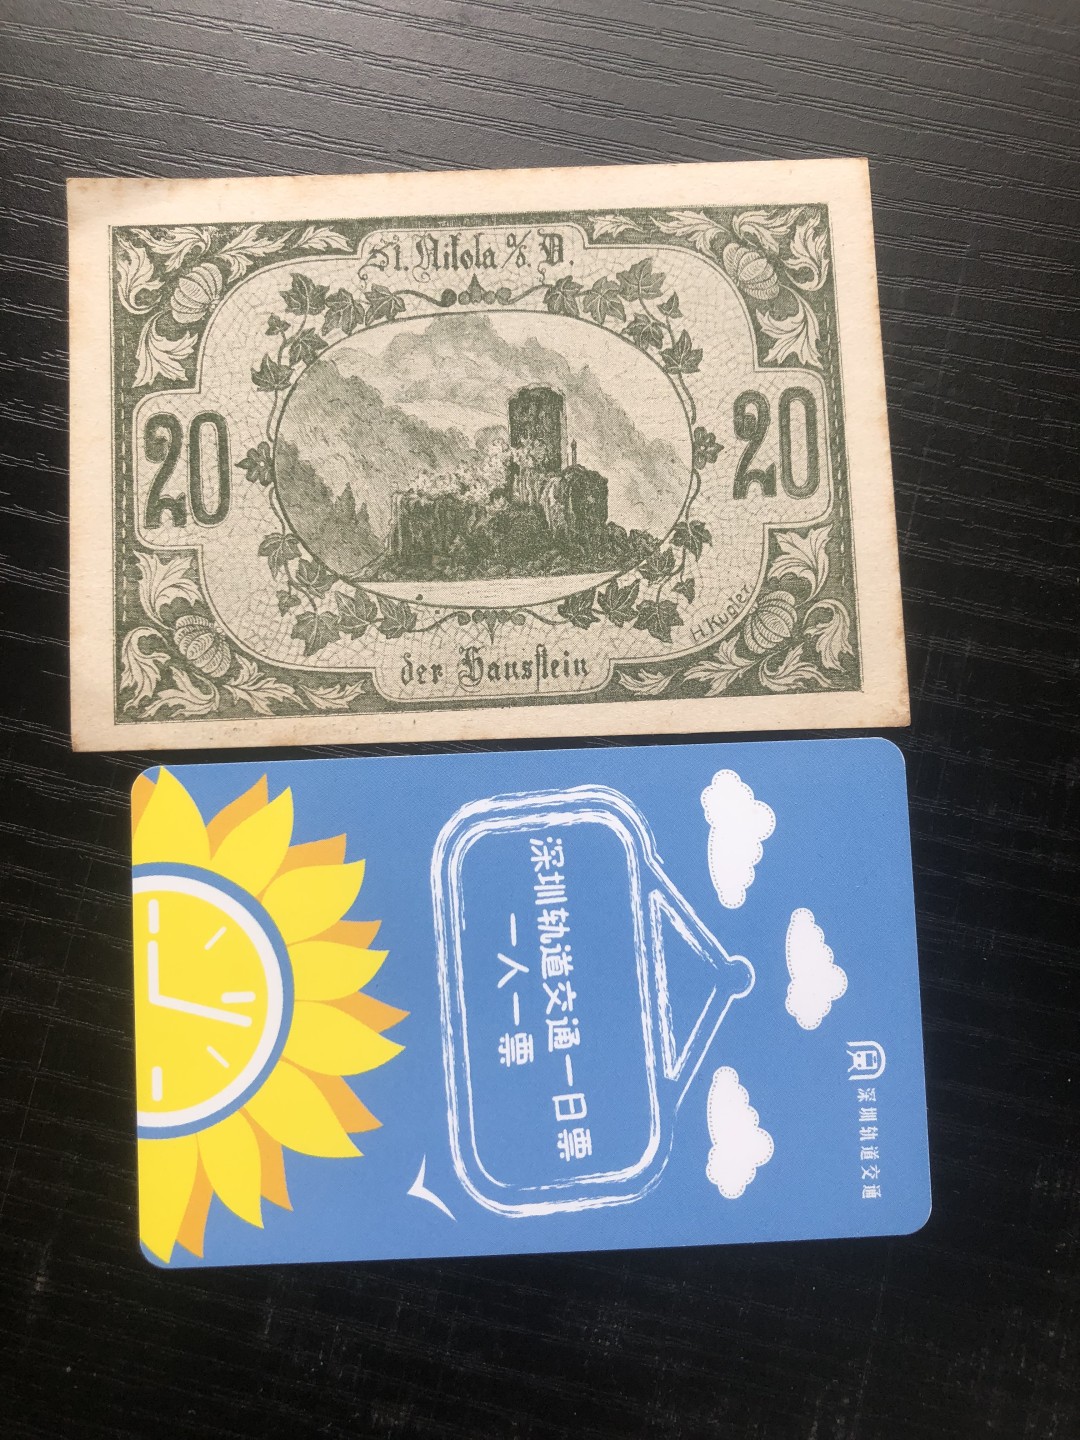 St. Nikola a/d. D.
20
20
H. Kugler
der Hausstein
深圳轨道交通一日票
一人一票
深圳轨道交通